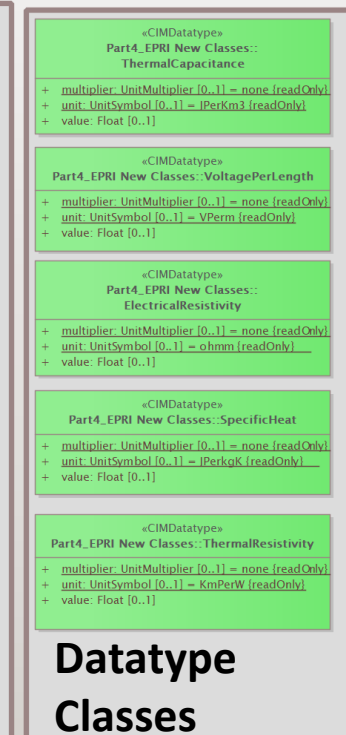 «CIMDatatype»
Part4_EPRI New Classes::
ThermalCapacitance
+ multiplier: UnitMultiplier [0..1] = none {readOnly}
+ unit: UnitSymbol [0..1] = JPerKm3 {readOnly}
+ value: Float [0..1]
«CIMDatatype»
Part4_EPRI New Classes::VoltagePerLength
+ multiplier: UnitMultiplier [0..1] = none {readOnly}
+ unit: UnitSymbol [0..1] = VPerm {readOnly}
+ value: Float [0..1]
«CIMDatatype»
Part4_EPRI New Classes::
ElectricalResistivity
+ multiplier: UnitMultiplier [0..1] = none {readOnly}
+ unit: UnitSymbol [0..1] = ohmm {readOnly}
+ value: Float [0..1]
«CIMDatatype»
Part4_EPRI New Classes::SpecificHeat
+ multiplier: UnitMultiplier [0..1] = none {readOnly}
+ unit: UnitSymbol [0..1] = JPerkgK {readOnly}
+ value: Float [0..1]
«CIMDatatype»
Part4_EPRI New Classes::ThermalResistivity
+ multiplier: UnitMultiplier [0..1] = none {readOnly}
+ unit: UnitSymbol [0..1] = KmPerW {readOnly}
+ value: Float [0..1]
Datatype
Classes